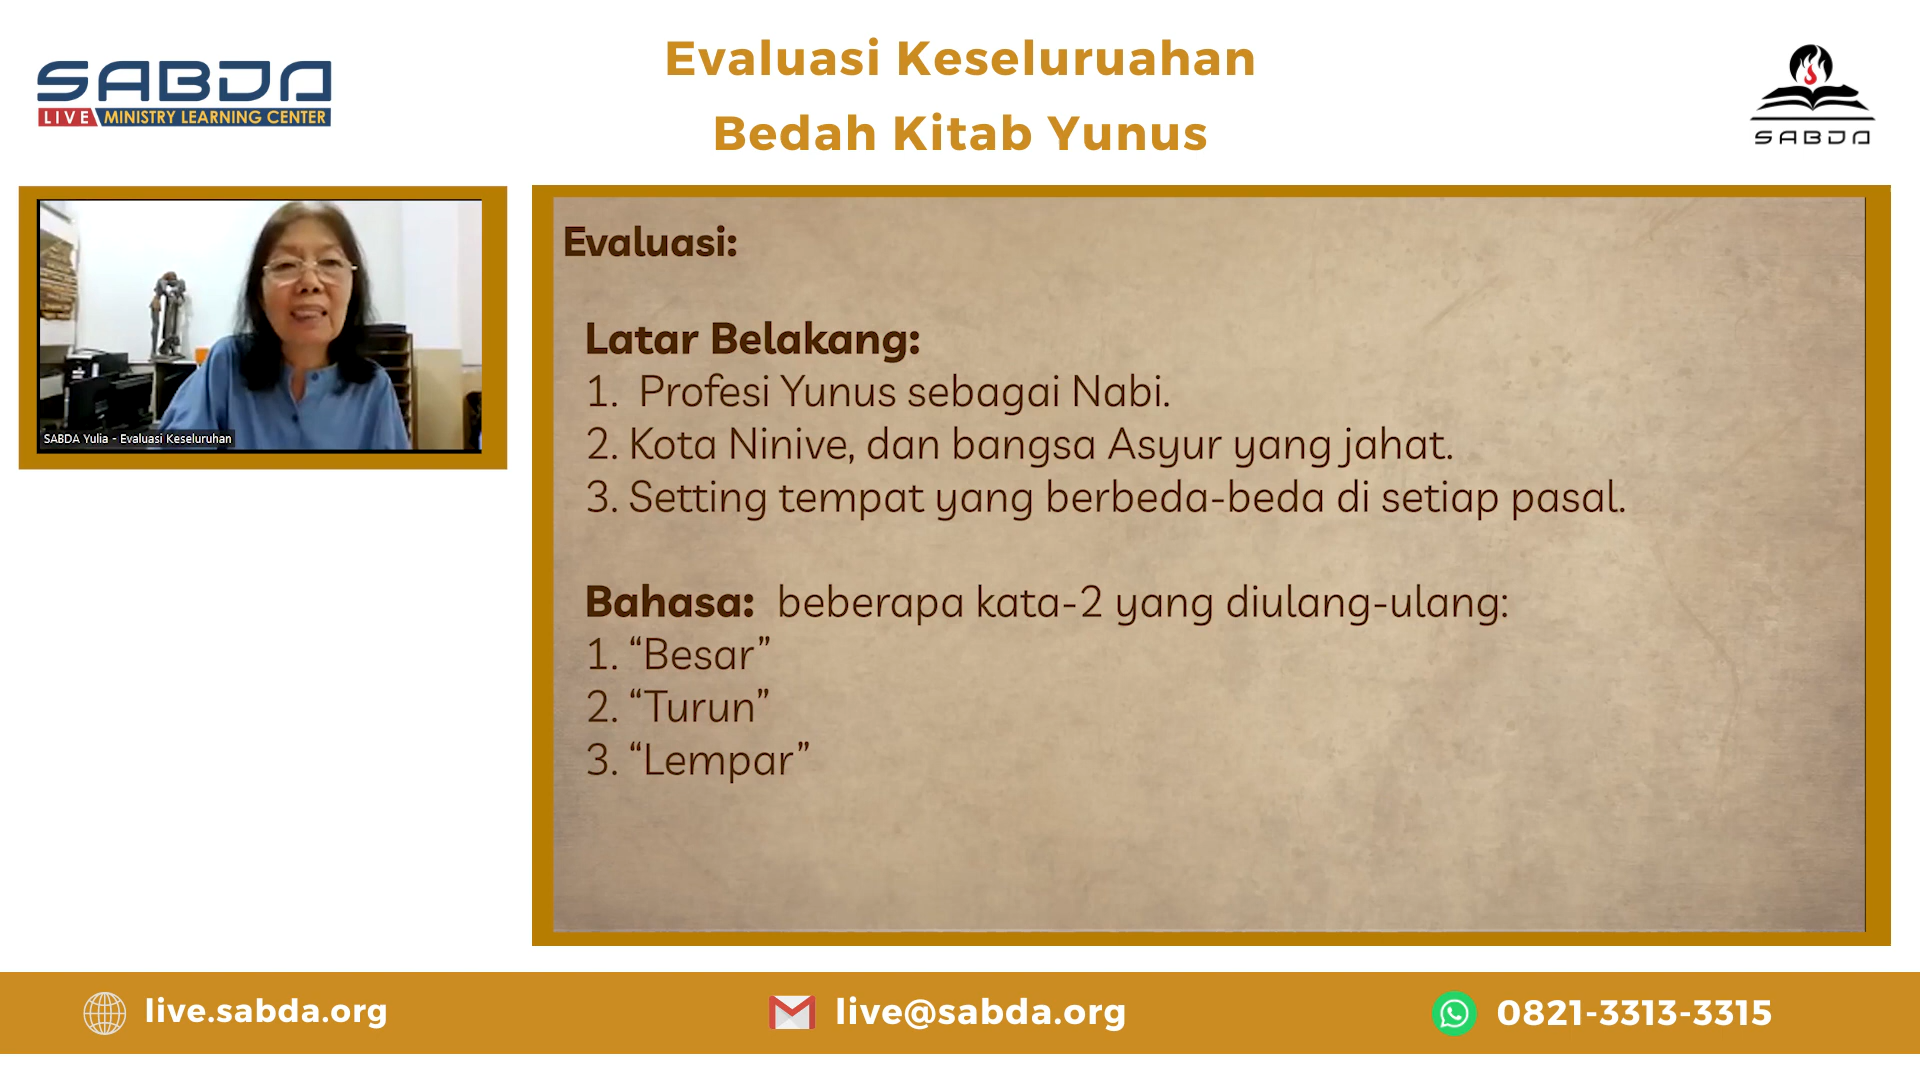 SABDA
LIVE MINISTRY LEARNING CENTER
Evaluasi Keseluruahan
Bedah Kitab Yunus
SABDA
SABDA Yulia - Evaluasi Keseluruhan
Evaluasi:
Latar Belakang:
1. Profesi Yunus sebagai Nabi.
2. Kota Ninive, dan bangsa Asyur yang jahat.
3. Setting tempat yang berbeda-beda di setiap pasal.
Bahasa: beberapa kata-2 yang diulang-ulang:
1. “Besar”
2. “Turun”
3. “Lempar”
live.sabda.org
live@sabda.org
0821-3313-3315